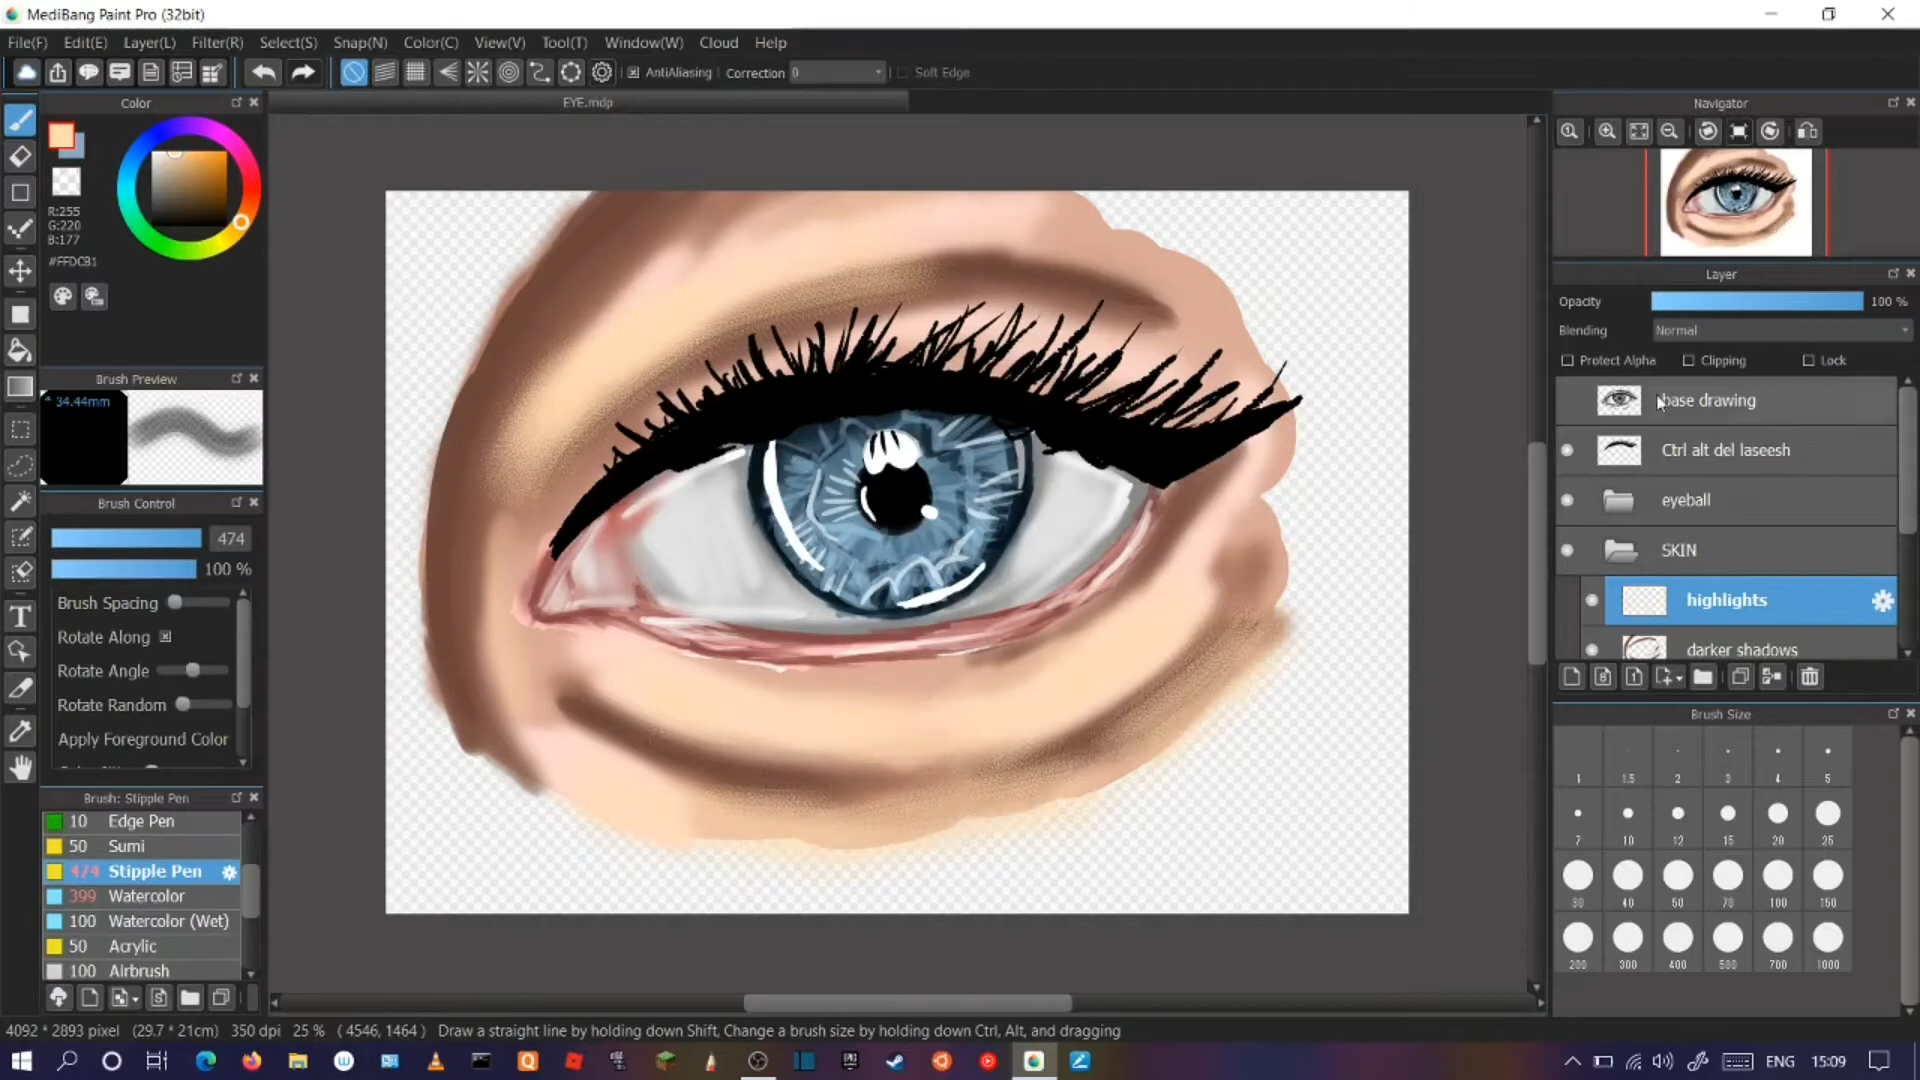 MediBang Paint Pro (32bit)
File(F) Edit(E) Layer(L) Filter(R) Select(S) Snap(N) Color(C) View(V) Tool(T) Window(W) Cloud Help
AntiAliasing Correction 0 Soft Edge
Color
EYE.mdp
Navigator
R:255
G:220
B:177
#FFDCB1
Layer
Opacity 100 %
Blending Normal
Protect Alpha Clipping Lock
Brush Preview
* 34.44mm
base drawing
Ctrl alt del laseesh
eyeball
SKIN
highlights
darker shadows
Brush Control
474
100 %
Brush Spacing
Rotate Along
Rotate Angle
Rotate Random
Apply Foreground Color
Brush Size
1 1.5 2 3 4 5
7 10 12 15 20 25
30 40 50 70 100 150
200 300 400 500 700 1000
Brush: Stipple Pen
10 Edge Pen
50 Sumi
474 Stipple Pen
399 Watercolor
100 Watercolor (Wet)
50 Acrylic
100 Airbrush
4092 * 2893 pixel (29.7 * 21cm) 350 dpi 25 % ( 4546, 1464 ) Draw a straight line by holding down Shift, Change a brush size by holding down Ctrl, Alt, and dragging
ENG 15:09